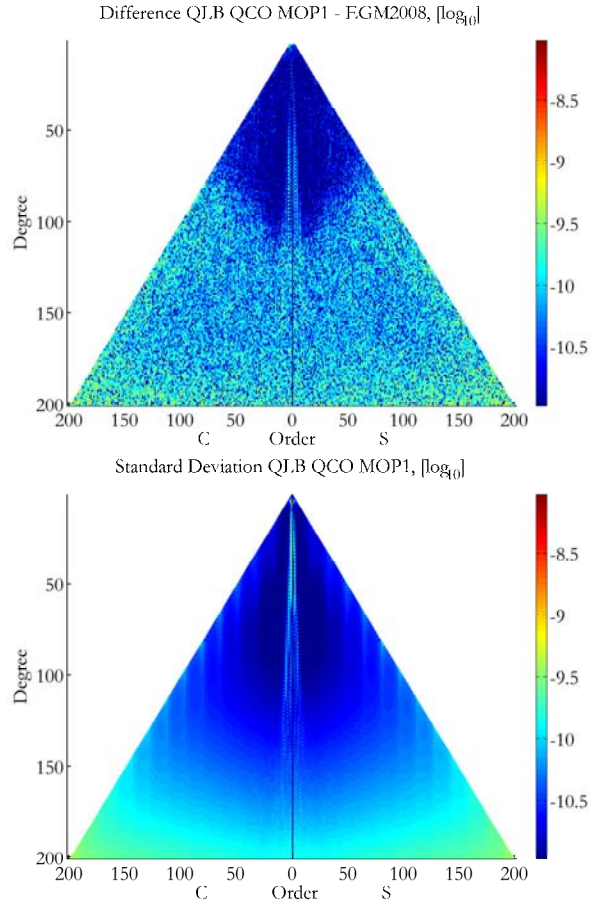 Difference QLB QCO MOP1 - EGM2008, [log10]
-8.5
50
-9
Degree
100
-9.5
-10
150
-10.5
200
200 150 100 50 0 50 100 150 200
C Order S
Standard Deviation QLB QCO MOP1, [log10]
-8.5
50
-9
Degree
100
-9.5
-10
150
-10.5
200
200 150 100 50 0 50 100 150 200
C Order S